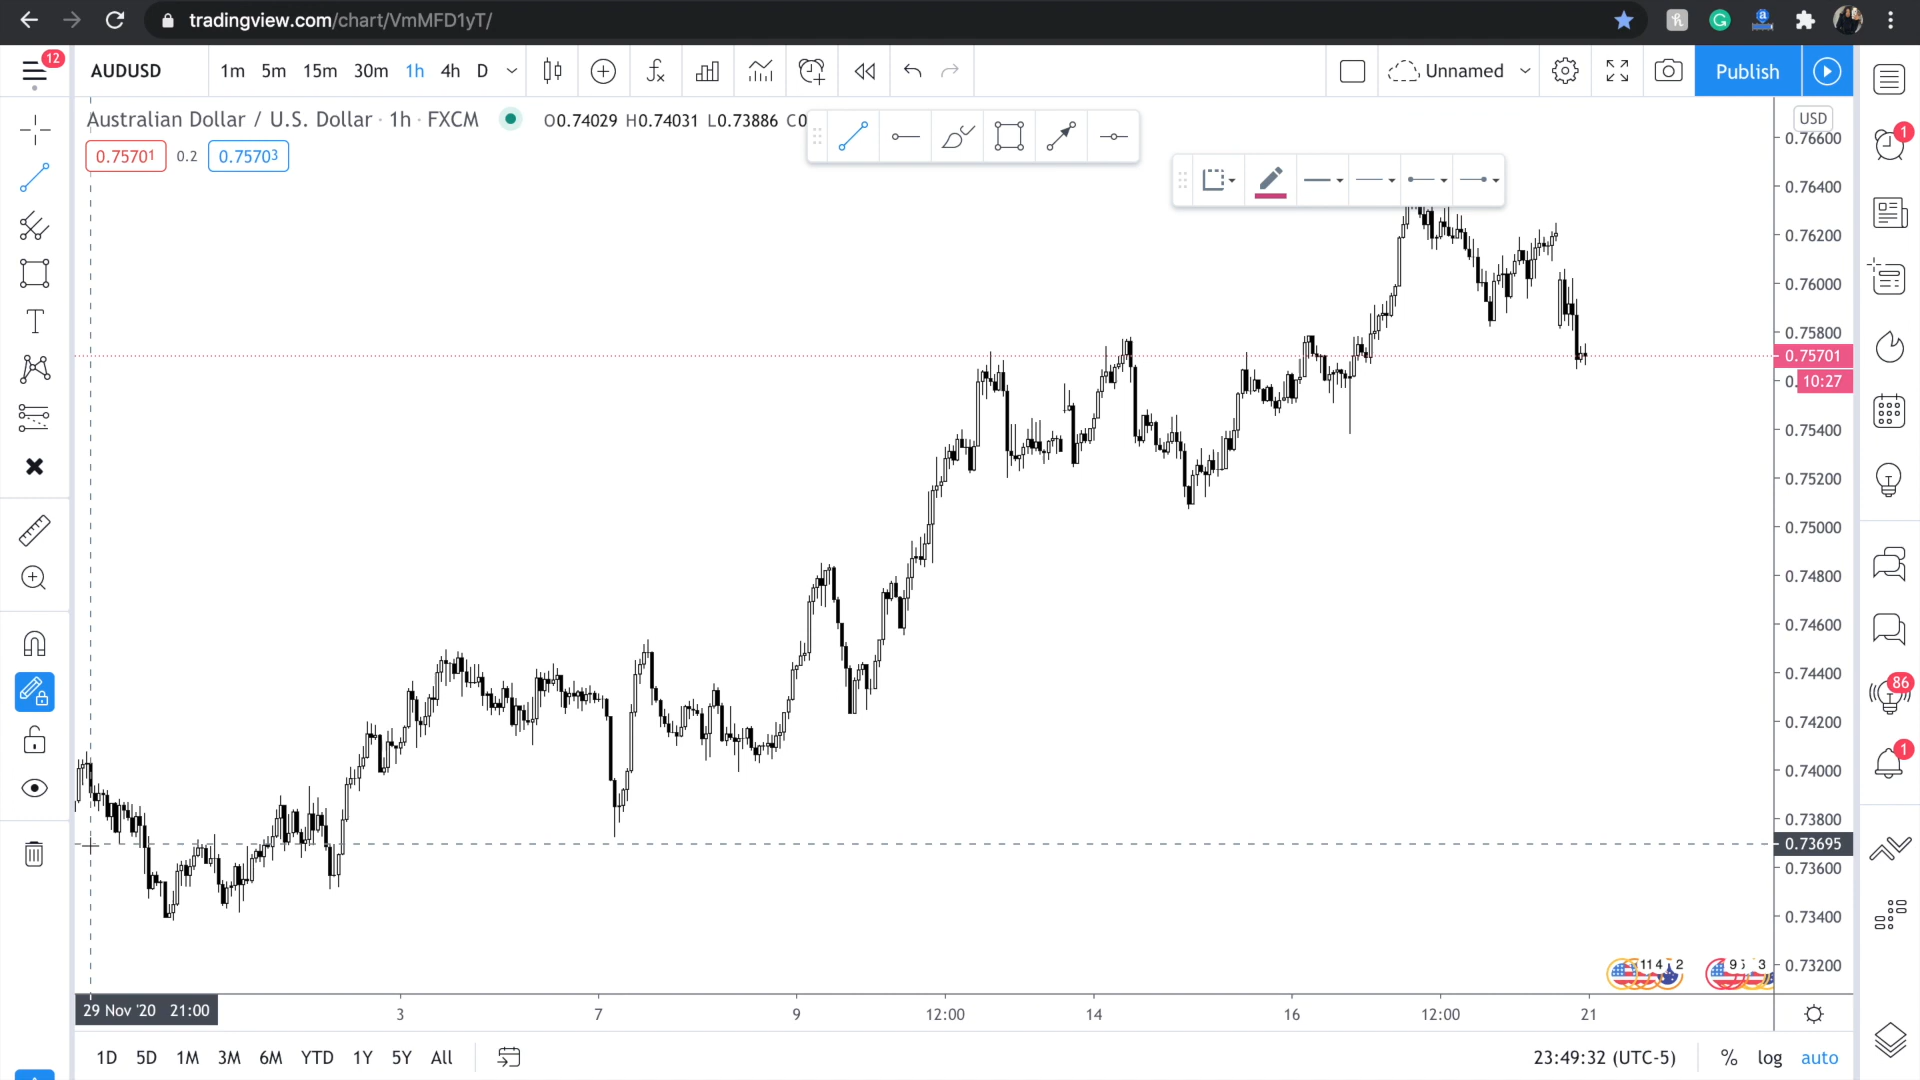 tradingview.com/chart/VmMFD1yT/
12
AUDUSD
1m 5m 15m 30m 1h 4h D
Unnamed
Publish
Australian Dollar / U.S. Dollar · 1h · FXCM
O0.74029 H0.74031 L0.73886 C0
0.75701 0.2 0.75703
USD
0.76600
0.76400
0.76200
0.76000
0.75800
0.75701
10:27
0.75400
0.75200
0.75000
0.74800
0.74600
0.74400
0.74200
0.74000
0.73800
0.73695
0.73600
0.73400
0.73200
1
86
1
29 Nov '20 21:00
3 7 9 12:00 14 16 12:00 21
1D 5D 1M 3M 6M YTD 1Y 5Y All
23:49:32 (UTC-5)
% log auto